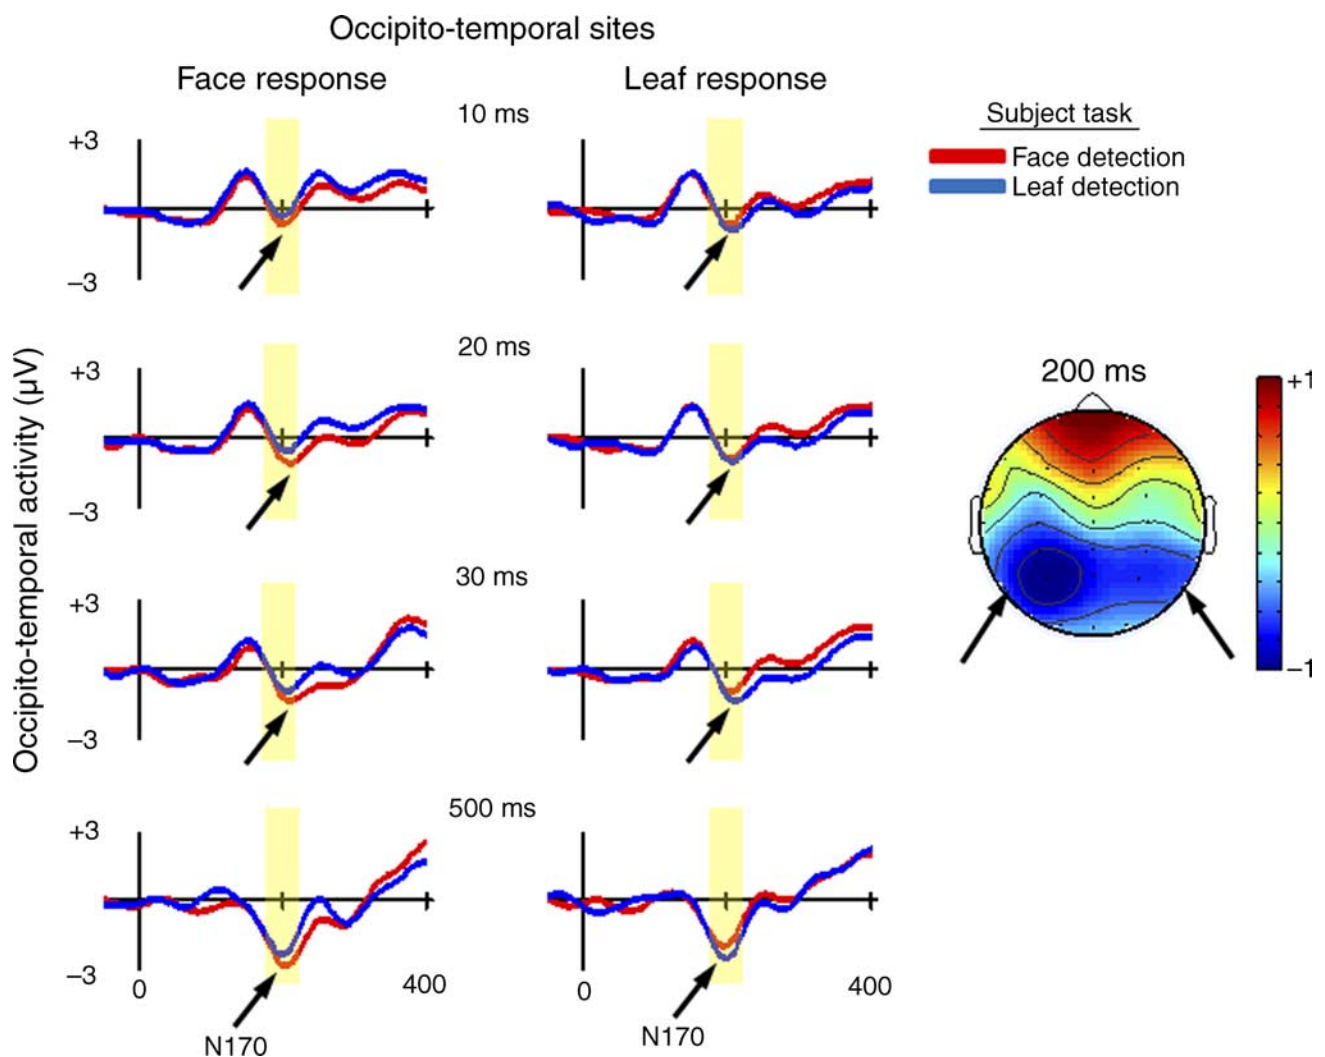 Occipito-temporal sites
Face response
Leaf response
10 ms
Subject task
Face detection
Leaf detection
+3
–3
20 ms
+3
–3
200 ms
+1
–1
Occipito-temporal activity (µV)
30 ms
+3
–3
500 ms
+3
–3
0
400
0
400
N170
N170